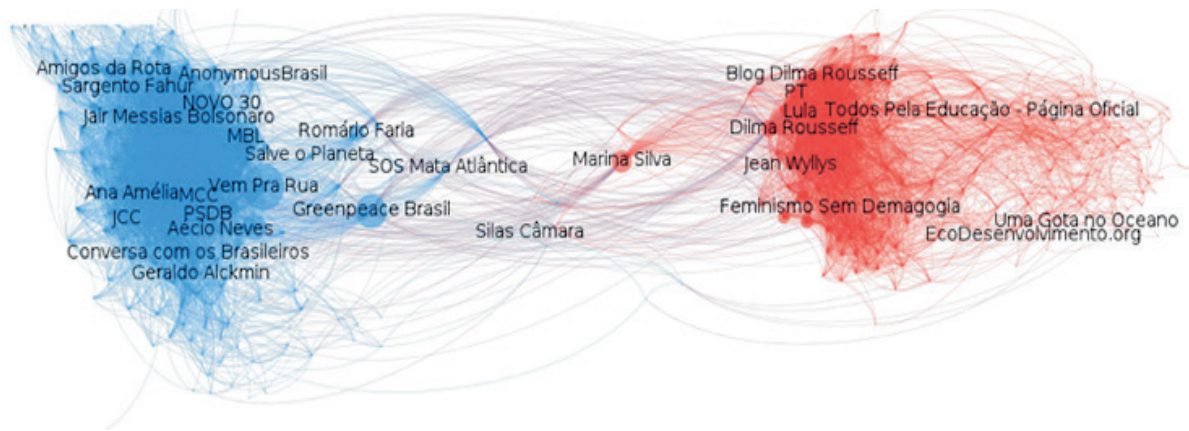 Amigos da Rota
AnonymousBrasil
Sargento Fahur
NOVO 30
Jair Messias Bolsonaro
MBL
Romário Faria
Salve o Planeta
SOS Mata Atlântica
Ana Amélia
MCC
Vem Pra Rua
JCC
PSDB
Greenpeace Brasil
Aécio Neves
Conversa com os Brasileiros
Geraldo Alckmin
Marina Silva
Silas Câmara
Blog Dilma Rousseff
PT
Lula
Todos Pela Educação - Página Oficial
Dilma Rousseff
Jean Wyllys
Feminismo Sem Demagogia
Uma Gota no Oceano
EcoDesenvolvimento.org